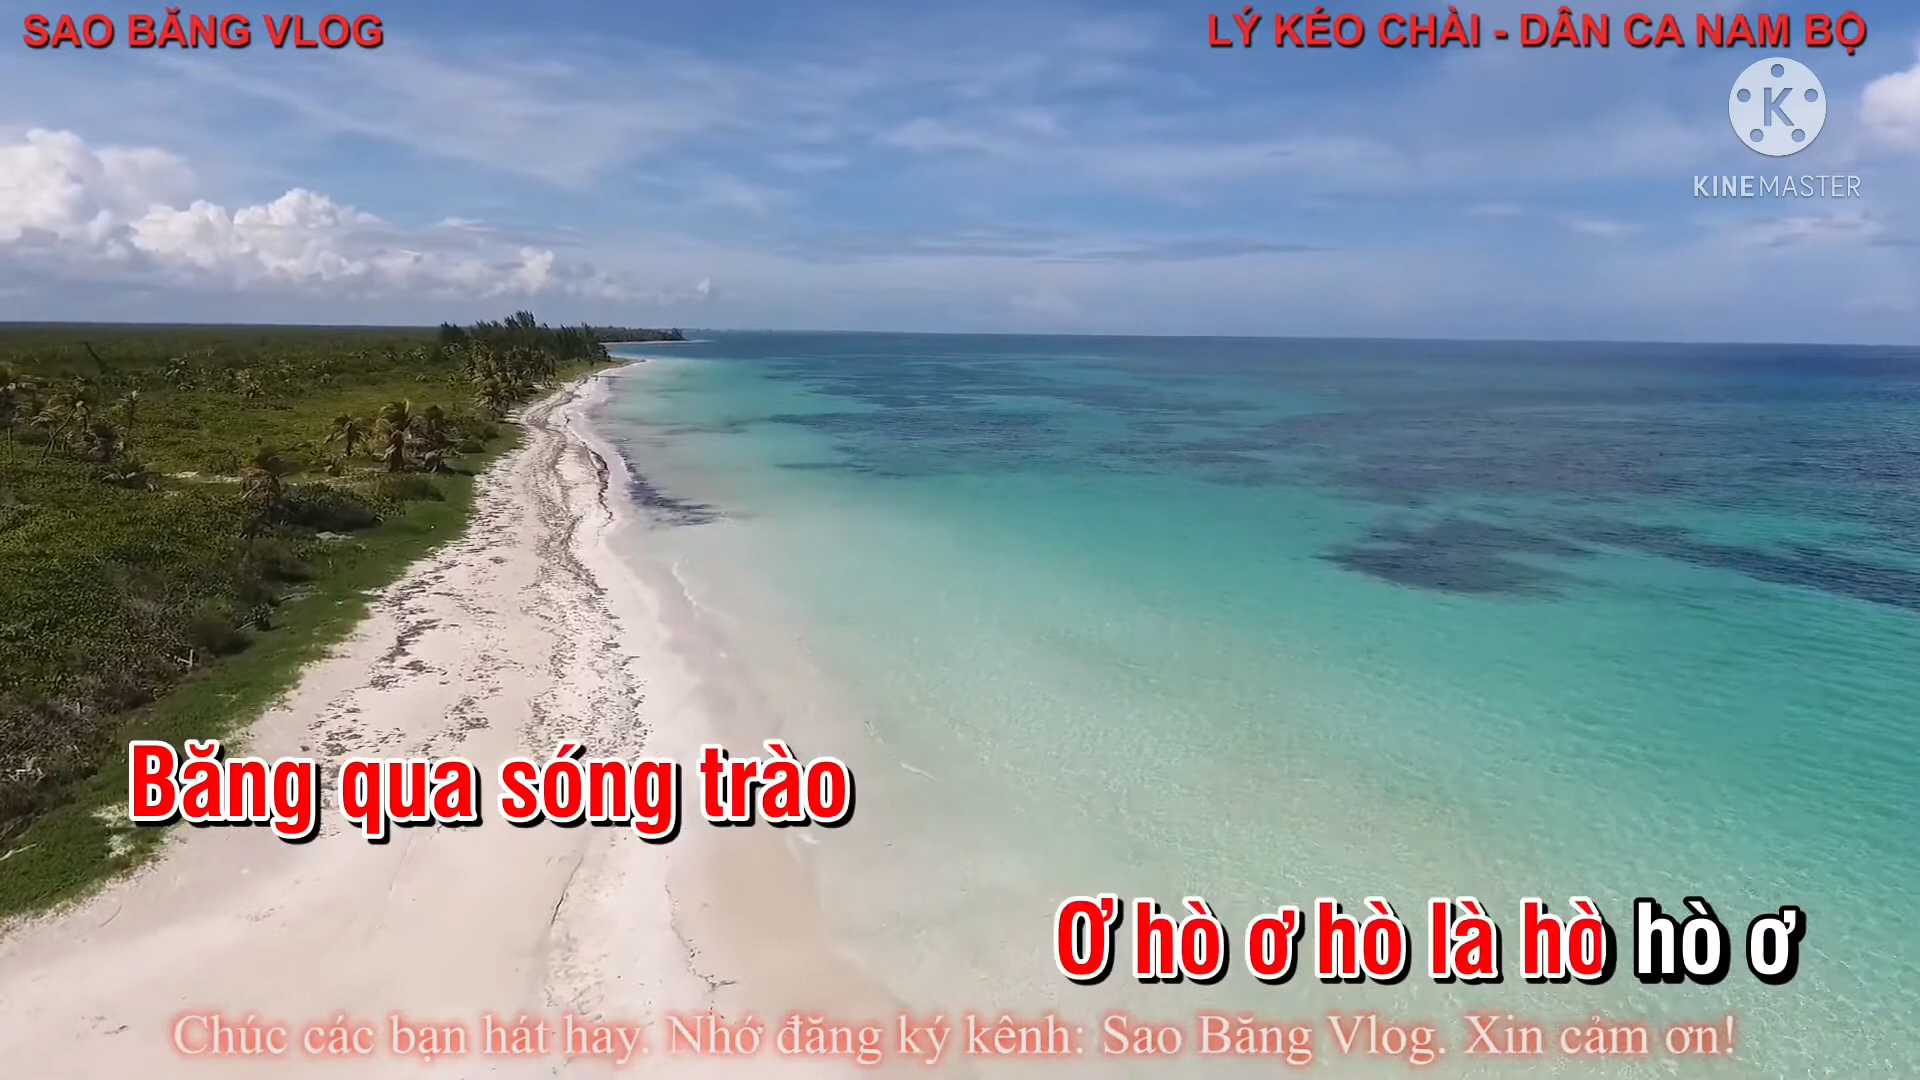 SAO BĂNG VLOG
LÝ KÉO CHÀI - DÂN CA NAM BỘ
K
KINEMASTER
Băng qua sóng trào
Ơ hò ơ hò là hò hò ơ
Chúc các bạn hát hay. Nhớ đăng ký kênh: Sao Băng Vlog. Xin cảm ơn!